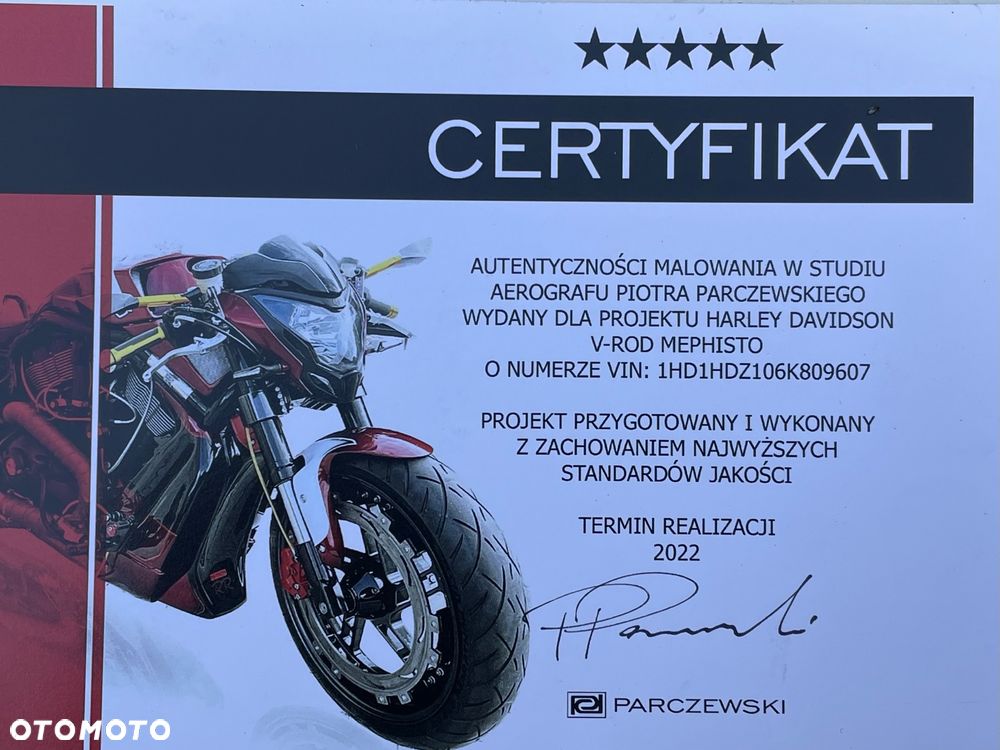 CERTYFIKAT
AUTENTYCZNOŚCI MALOWANIA W STUDIU
AEROGRAFU PIOTRA PARCZEWSKIEGO
WYDANY DLA PROJEKTU HARLEY DAVIDSON
V-ROD MEPHISTO
O NUMERZE VIN: 1HD1HDZ106K809607
PROJEKT PRZYGOTOWANY I WYKONANY
Z ZACHOWANIEM NAJWYŻSZYCH
STANDARDÓW JAKOŚCI
TERMIN REALIZACJI
2022
PARCZEWSKI
OTOMOTO